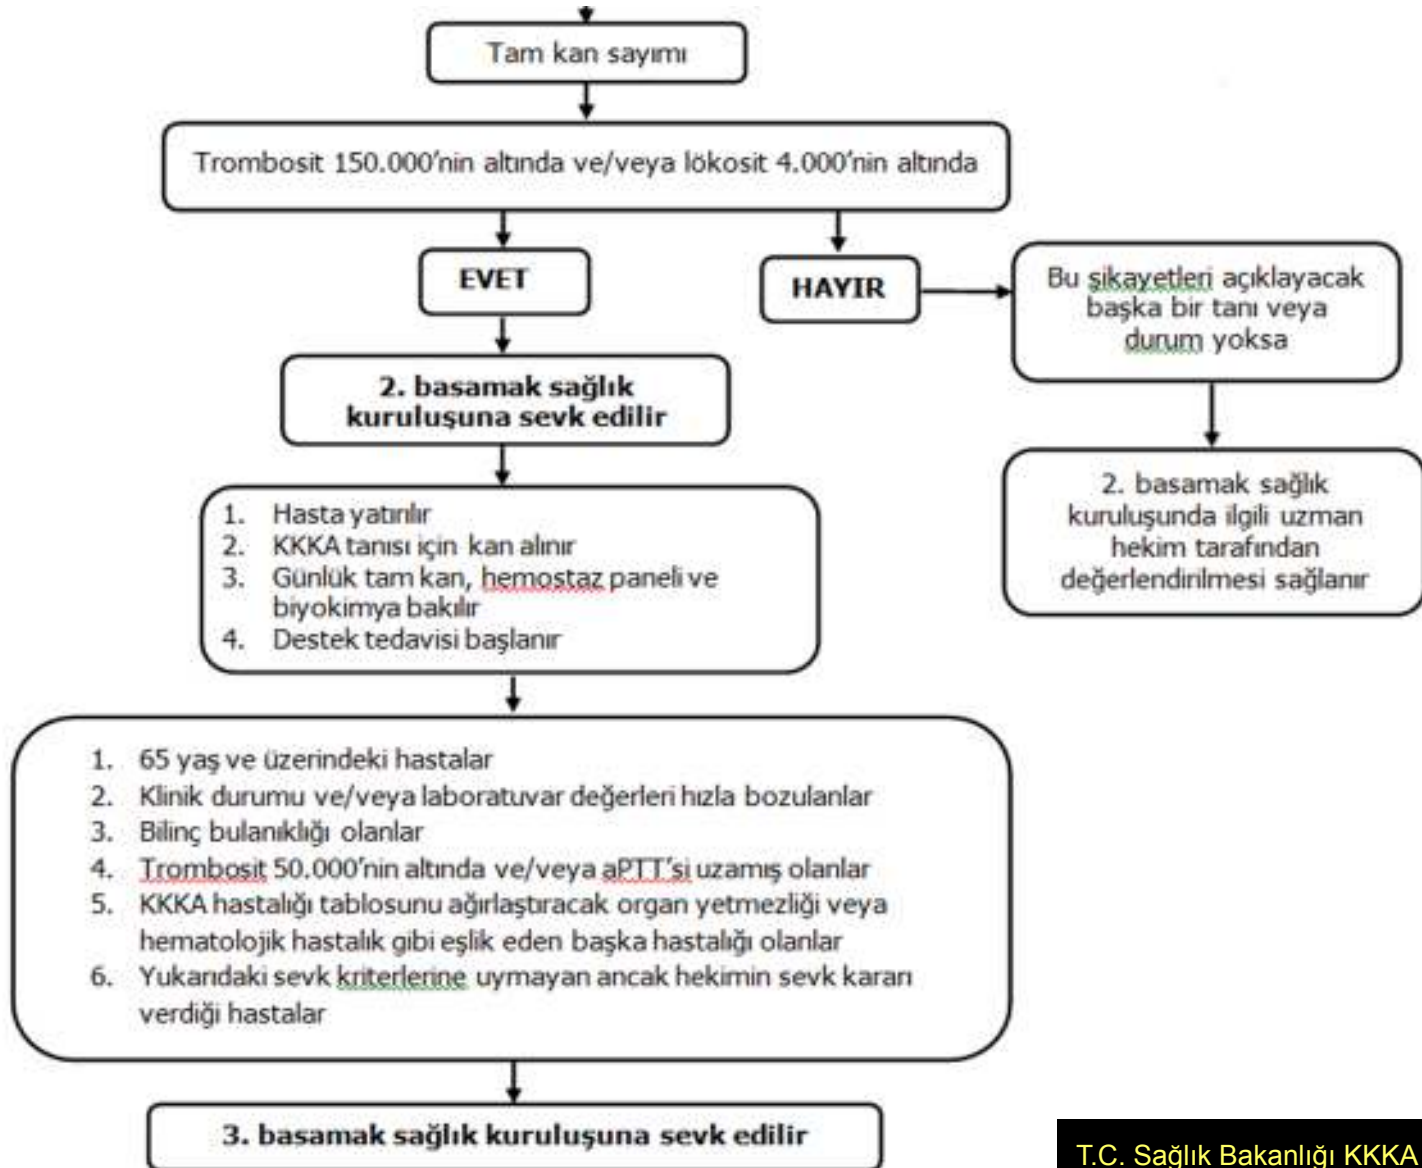 Tam kan sayımı
Trombosit 150.000'nin altında ve/veya lökosit 4.000'nin altında
EVET
HAYIR
Bu şikayetleri açıklayacak
başka bir tanı veya
durum yoksa
2. basamak sağlık
kuruluşuna sevk edilir
2. basamak sağlık
kuruluşunda ilgili uzman
hekim tarafından
değerlendirilmesi sağlanır
1. Hasta yatırılır
2. KKKA tanısı için kan alınır
3. Günlük tam kan, hemostaz paneli ve
biyokimya bakılır
4. Destek tedavisi başlanır
1. 65 yaş ve üzerindeki hastalar
2. Klinik durumu ve/veya laboratuvar değerleri hızla bozulanlar
3. Bilinç bulanıklığı olanlar
4. Trombosit 50.000'nin altında ve/veya aPTT'si uzamış olanlar
5. KKKA hastalığı tablosunu ağırlaştıracak organ yetmezliği veya
hematolojik hastalık gibi eşlik eden başka hastalığı olanlar
6. Yukarıdaki sevk kriterlerine uymayan ancak hekimin sevk kararı
verdiği hastalar
3. basamak sağlık kuruluşuna sevk edilir
T.C. Sağlık Bakanlığı KKKA